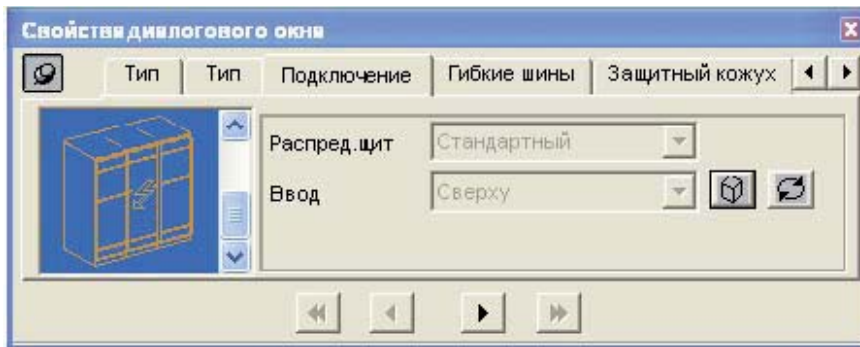 Свойства диалогового окна
Тип Тип Подключение Гибкие шины Защитный кожух
Распред.щит Стандартный
Ввод Сверху